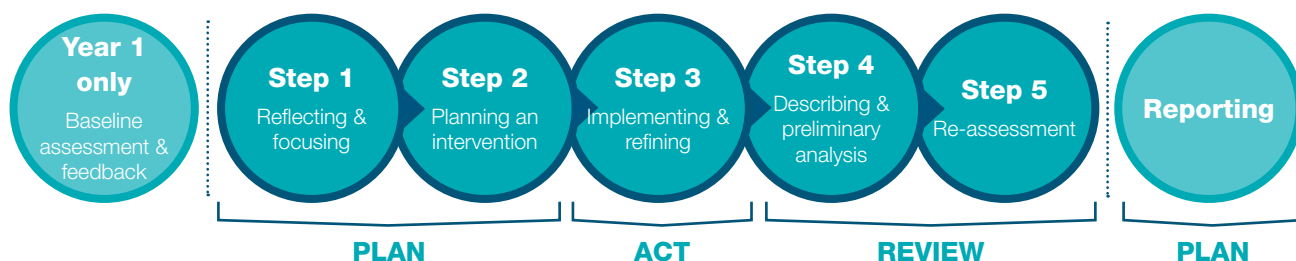 Year 1
only
Baseline
assessment &
feedback
Step 1
Reflecting &
focusing
Step 2
Planning an
intervention
Step 3
Implementing &
refining
Step 4
Describing &
preliminary
analysis
Step 5
Re-assessment
Reporting
PLAN
ACT
REVIEW
PLAN